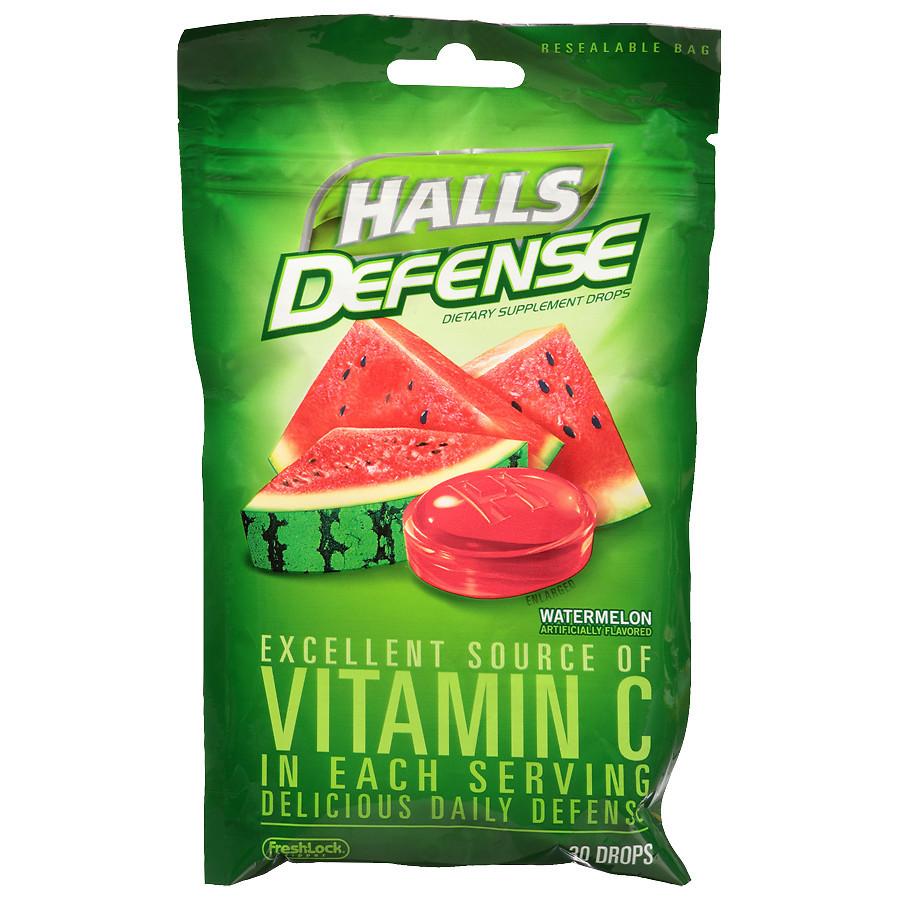 RESEALABLE BAG
HALLS
DEFENSE
DIETARY SUPPLEMENT DROPS
H
ENLARGED
WATERMELON
ARTIFICIALLY FLAVORED
EXCELLENT SOURCE OF
VITAMIN C
IN EACH SERVING
DELICIOUS DAILY DEFENSE
FreshLock
30 DROPS